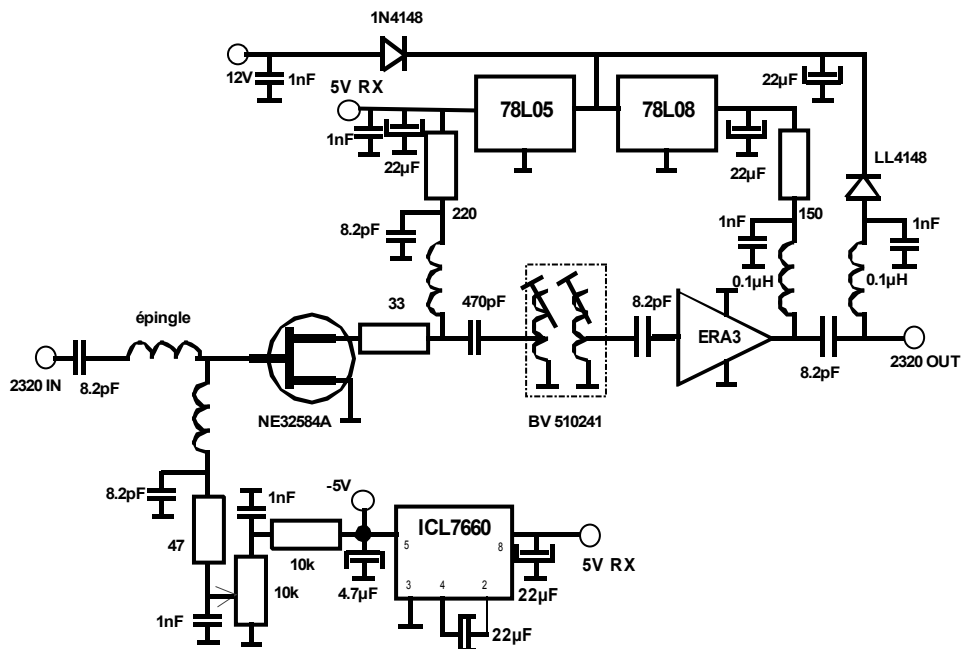 1N4148
12V
1nF
22µF
5V RX
78L05
78L08
1nF
22µF
22µF
LL4148
220
150
8.2pF
1nF
1nF
0.1µH
0.1µH
33
470pF
8.2pF
épingle
ERA3
2320 IN
8.2pF
8.2pF
2320 OUT
NE32584A
BV 510241
8.2pF
1nF
-5V
ICL7660
47
5
8
10k
5V RX
10k
4.7µF
3
4
2
22µF
1nF
22µF